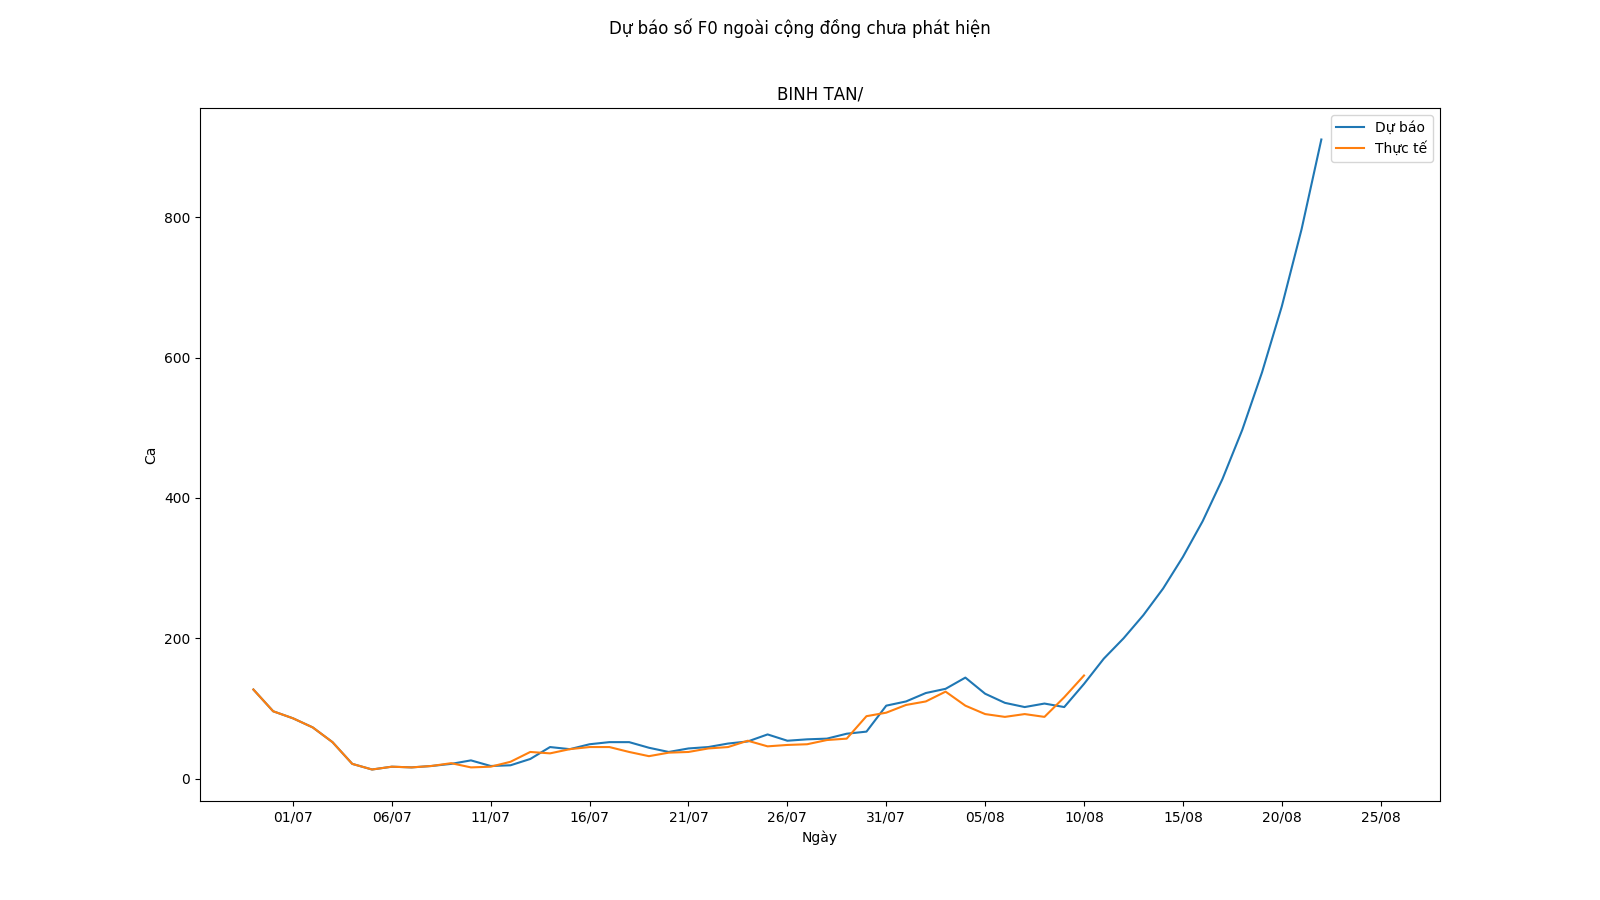 Dự báo số F0 ngoài cộng đồng chưa phát hiện
BINH TAN/
Dự báo
Thực tế
800
600
400
200
0
Ca
01/07 06/07 11/07 16/07 21/07 26/07 31/07 05/08 10/08 15/08 20/08 25/08
Ngày